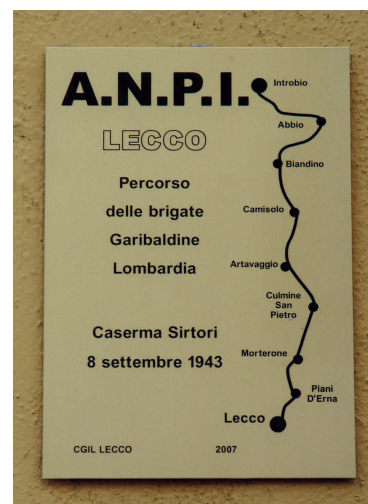 A.N.P.I.
LECCO
Percorso
delle brigate
Garibaldine
Lombardia
Caserma Sirtori
8 settembre 1943
CGIL LECCO 2007
Introbio
Abbio
Biandino
Camisolo
Artavaggio
Culmine
San
Pietro
Morterone
Piani
D'Erna
Lecco